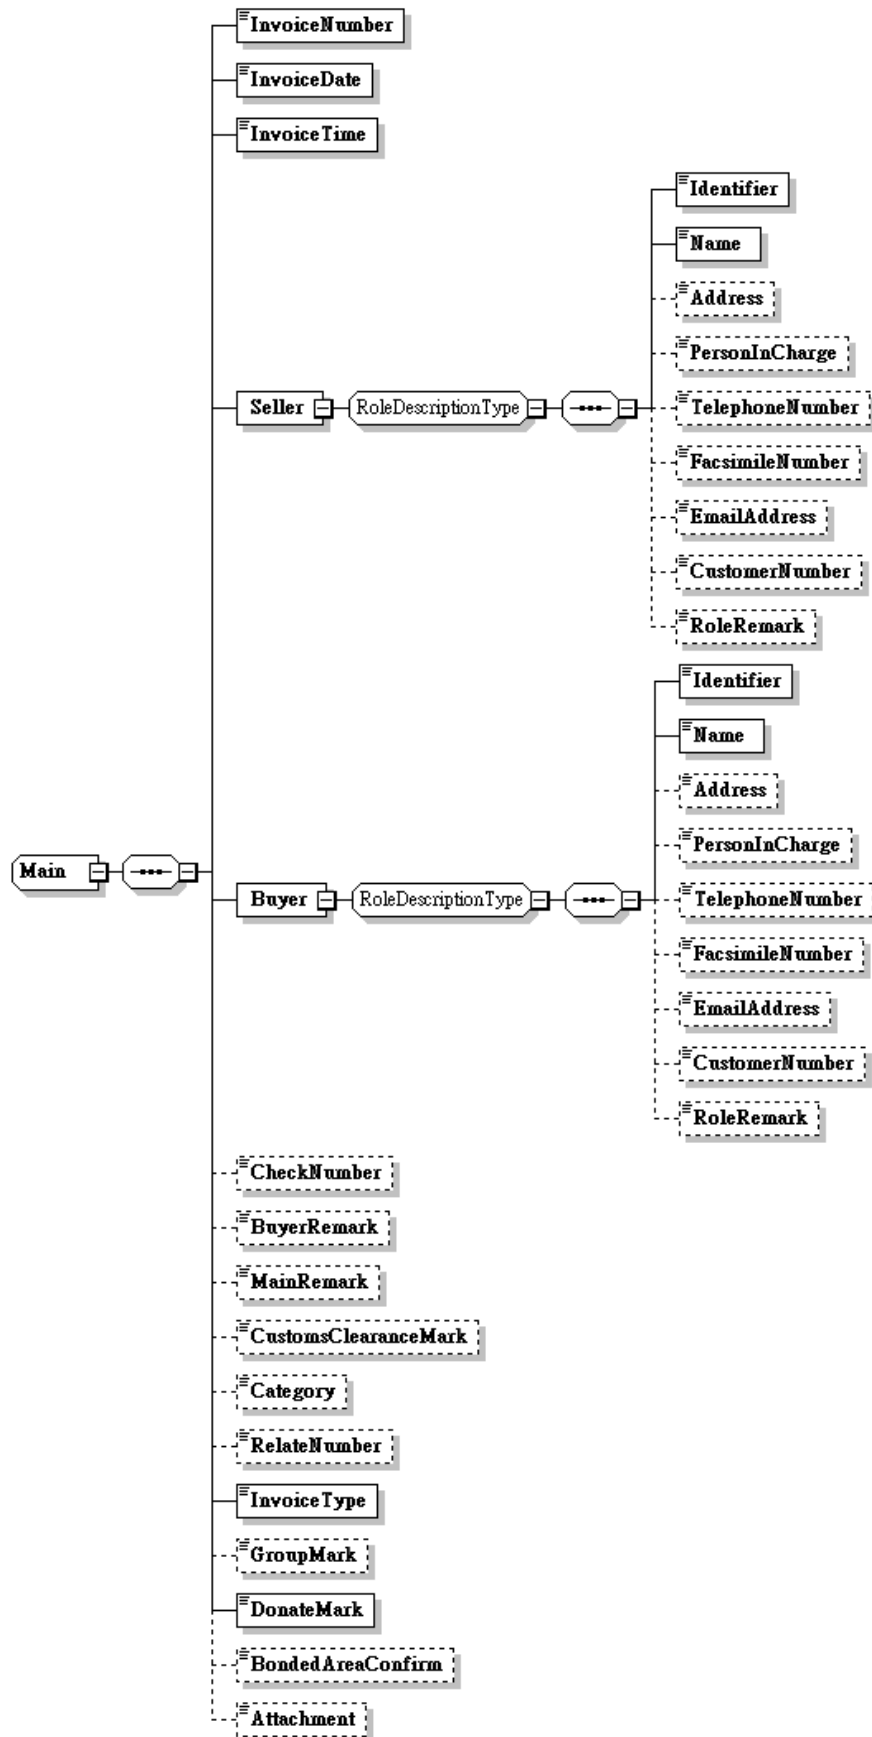 InvoiceNumber
InvoiceDate
InvoiceTime
Identifier
Name
Address
PersonInCharge
Seller RoleDescriptionType TelephoneNumber
FacsimileNumber
EmailAddress
CustomerNumber
RoleRemark
Identifier
Name
Address
PersonInCharge
Main
Buyer RoleDescriptionType TelephoneNumber
FacsimileNumber
EmailAddress
CustomerNumber
RoleRemark
CheckNumber
BuyerRemark
MainRemark
CustomsClearanceMark
Category
RelateNumber
InvoiceType
GroupMark
DonateMark
BondedAreaConfirm
Attachment